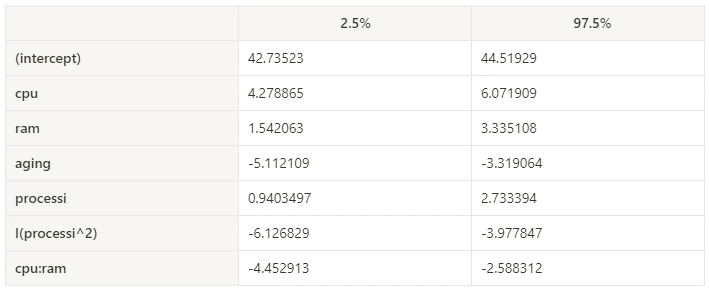 2.5% 97.5%
(intercept) 42.73523 44.51929
cpu 4.278865 6.071909
ram 1.542063 3.335108
aging -5.112109 -3.319064
processi 0.9403497 2.733394
I(processi^2) -6.126829 -3.977847
cpu:ram -4.452913 -2.588312